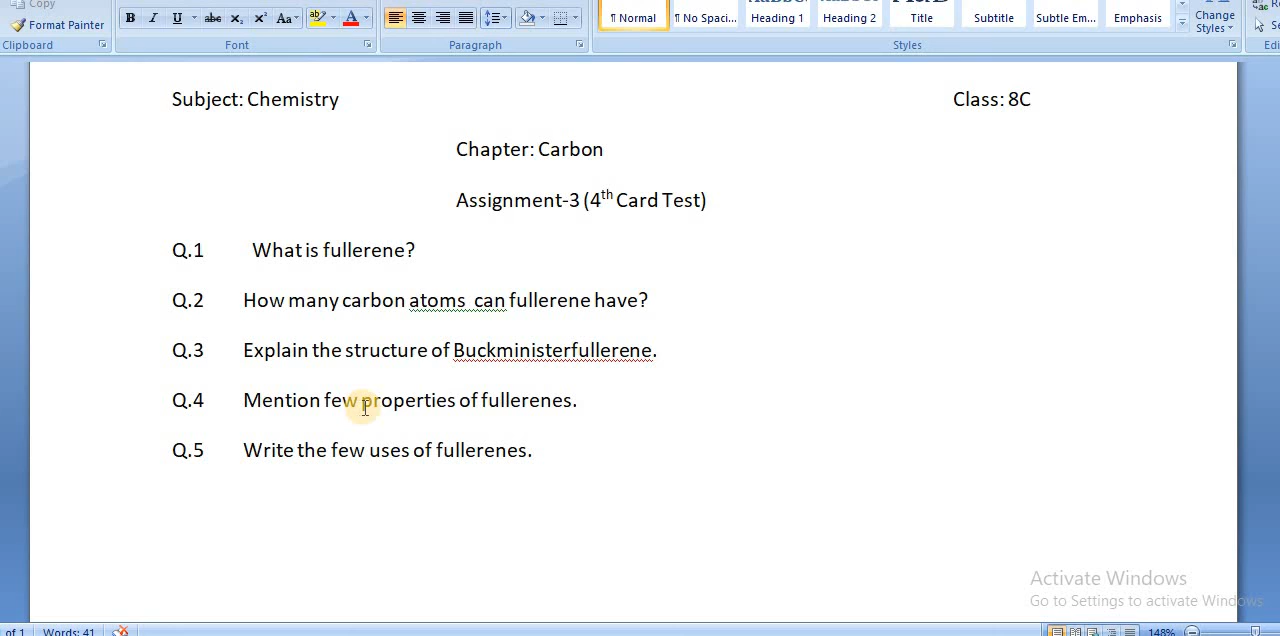 Copy
Format Painter
B I U abc X₂ X² Aa ab A
¶ Normal ¶ No Spaci... Heading 1 Heading 2 Title Subtitle Subtle Em... Emphasis Change Styles
Clipboard Font Paragraph Styles
Subject: Chemistry Class: 8C
Chapter: Carbon
Assignment-3 (4th Card Test)
Q.1 What is fullerene?
Q.2 How many carbon atoms can fullerene have?
Q.3 Explain the structure of Buckministerfullerene.
Q.4 Mention few properties of fullerenes.
Q.5 Write the few uses of fullerenes.
Activate Windows
Go to Settings to activate Windows
of 1 Words: 41 148%